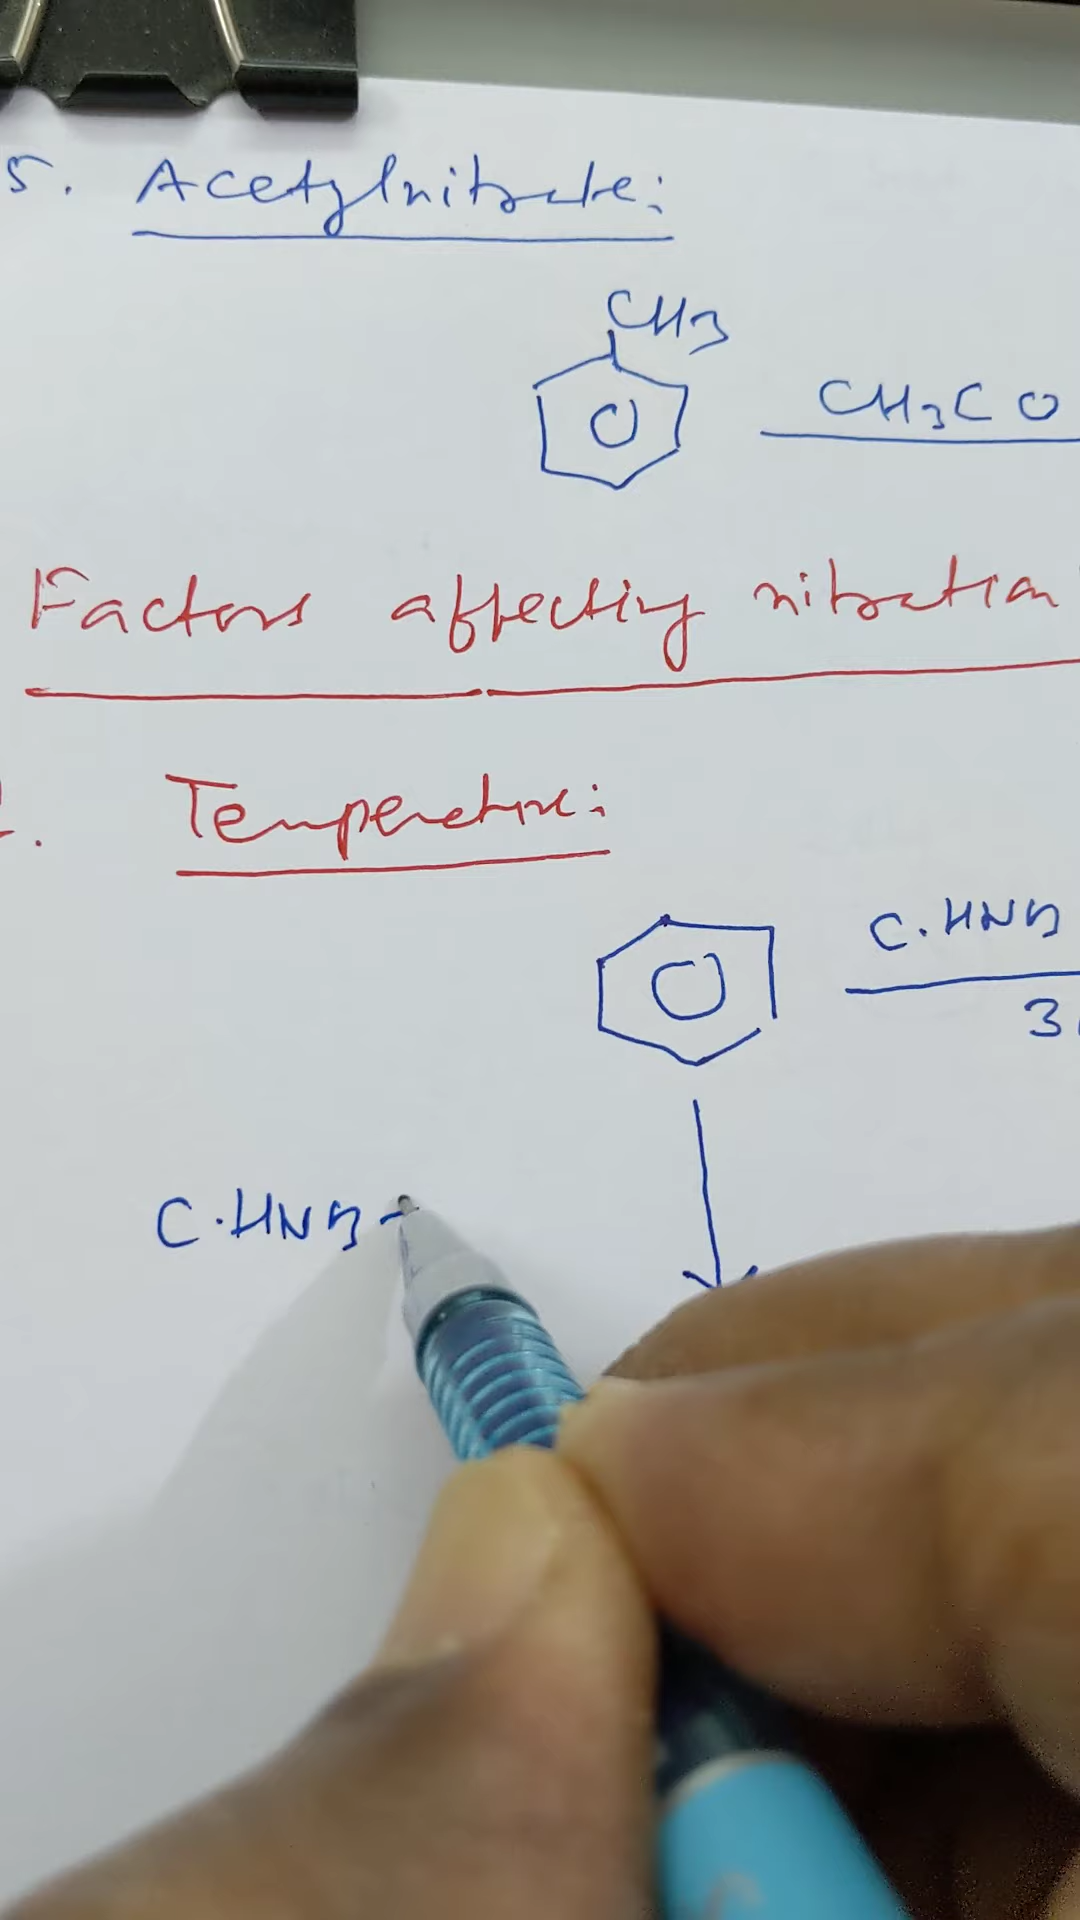 5. Acetylnitrate:
CH3
CH3CO
Factors affecting nitration
Temperature:
C. HNO3
3
C. HNO3 +